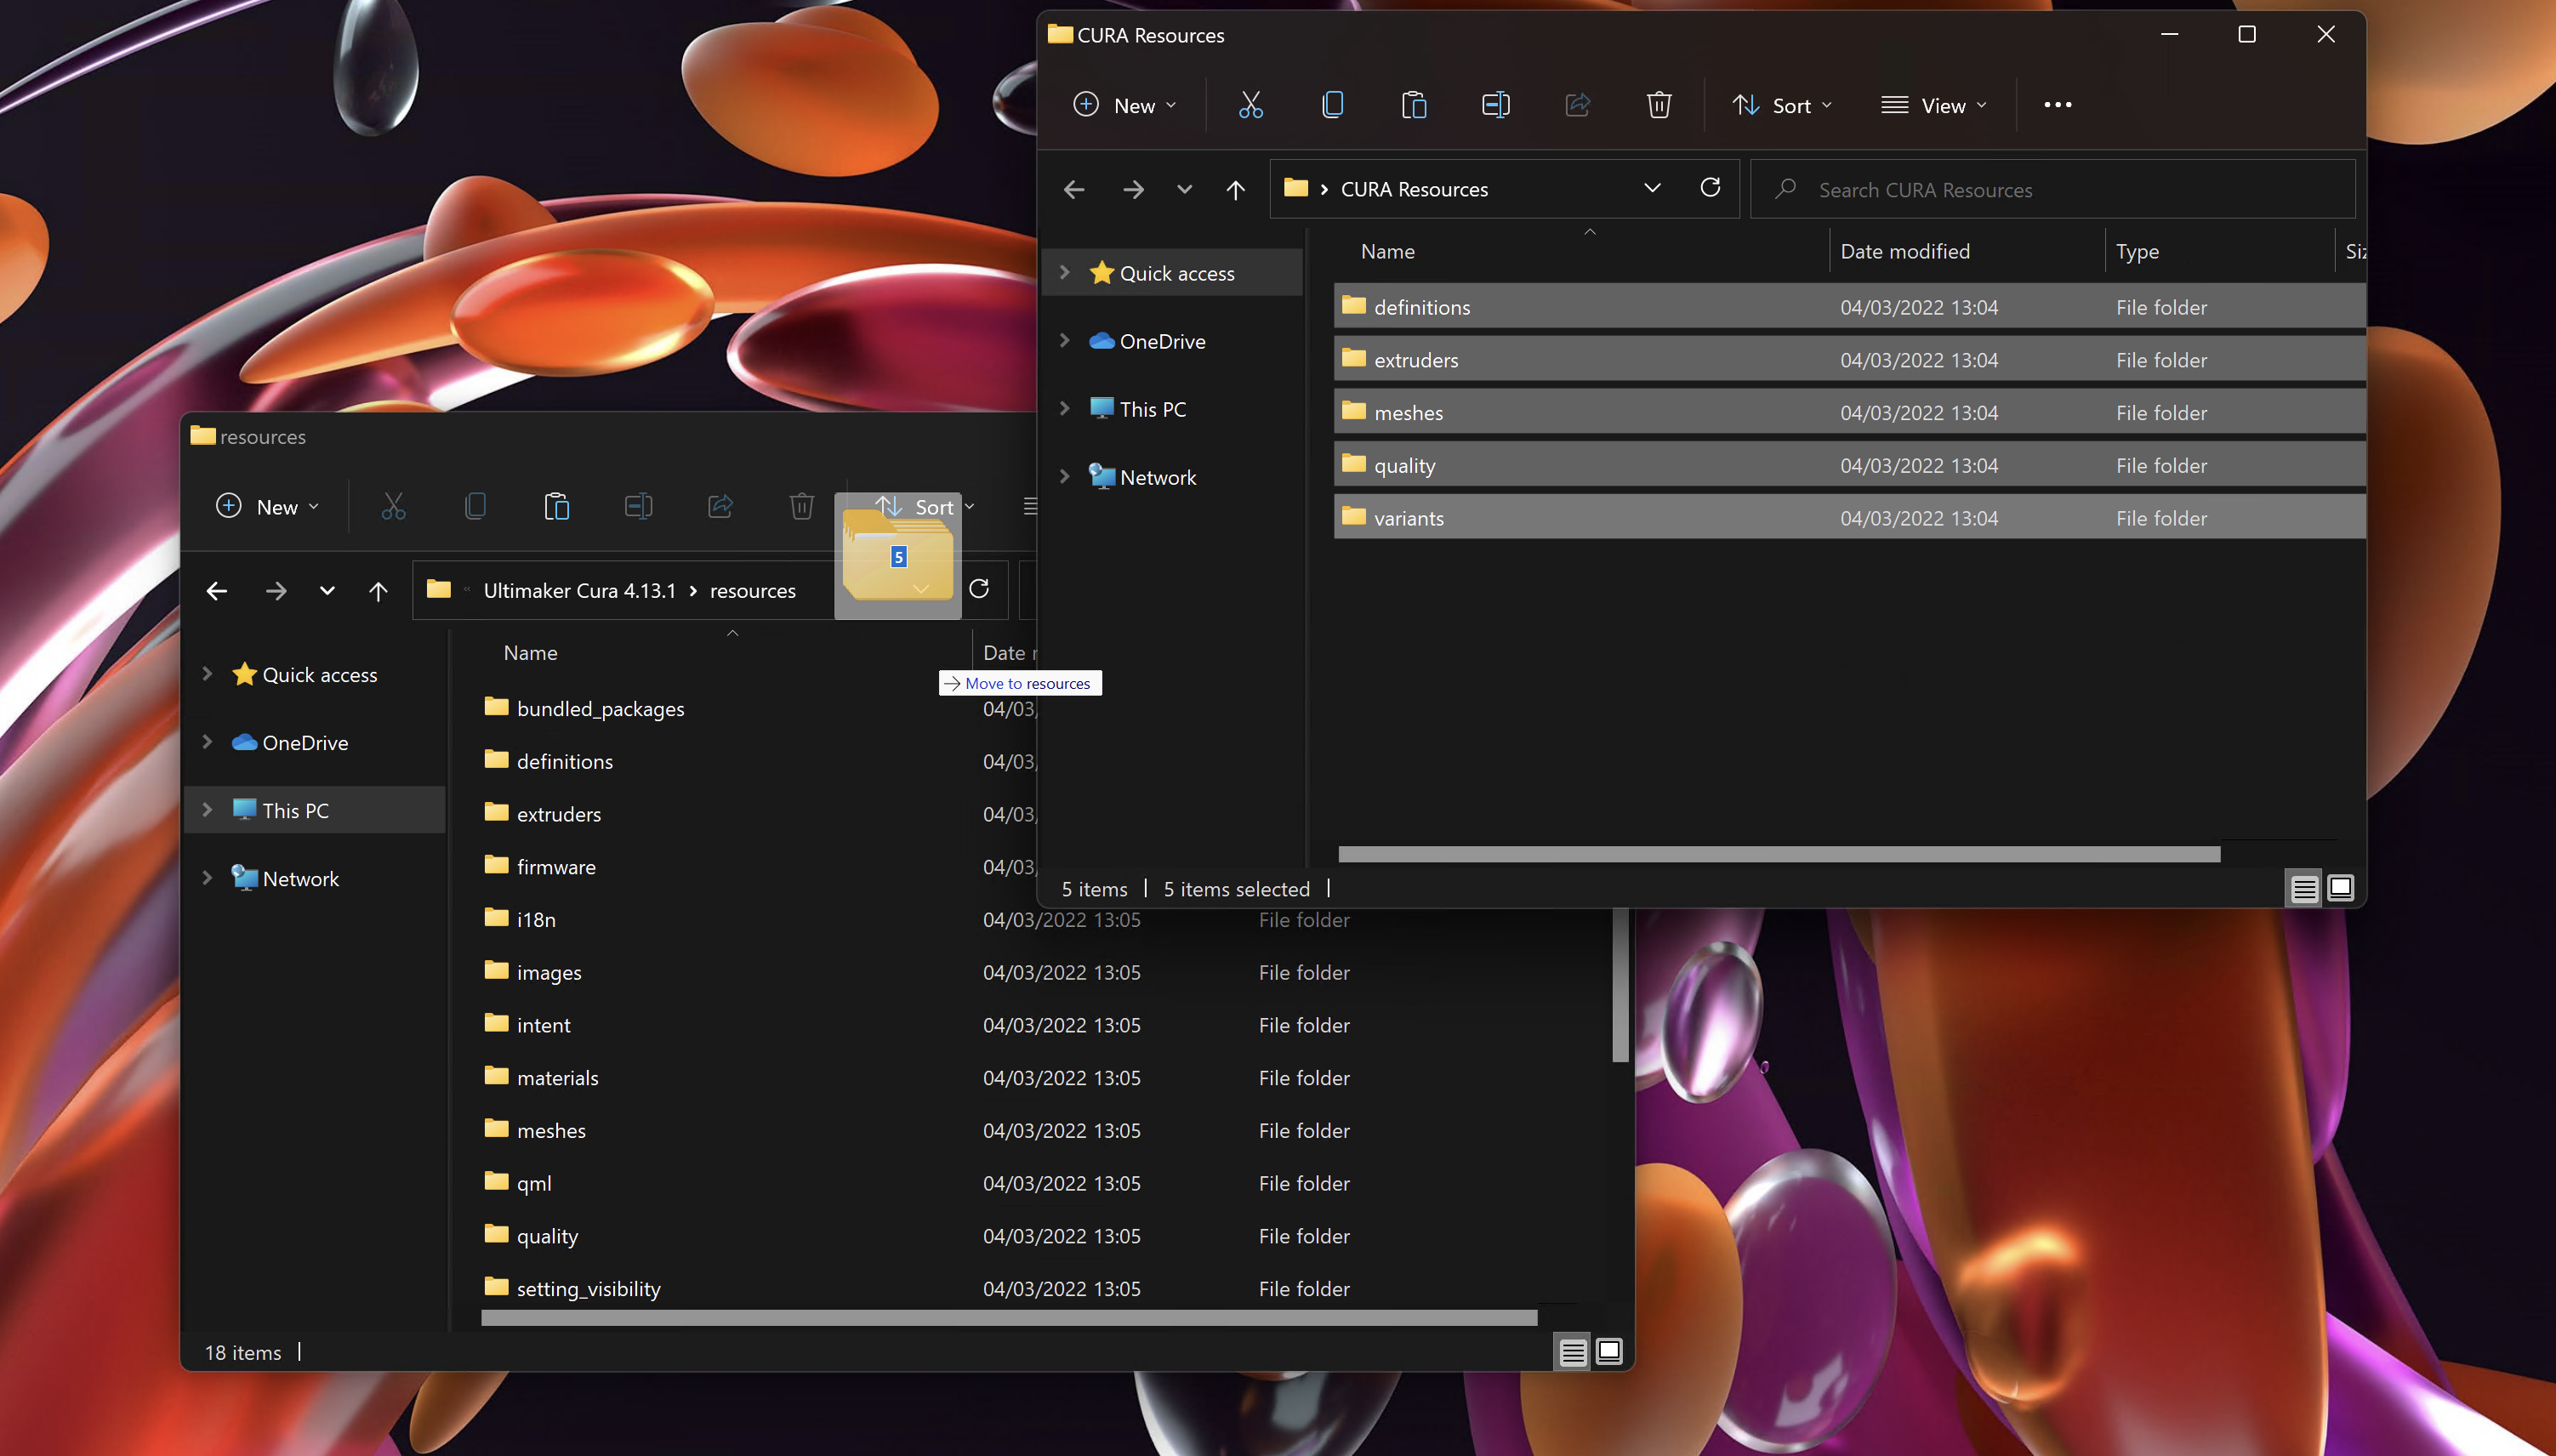 CURA Resources
New
Sort
View
CURA Resources
Search CURA Resources
Name
Date modified
Type
Quick access
OneDrive
This PC
Network
definitions 04/03/2022 13:04 File folder
extruders 04/03/2022 13:04 File folder
meshes 04/03/2022 13:04 File folder
quality 04/03/2022 13:04 File folder
variants 04/03/2022 13:04 File folder
5 items
5 items selected
resources
New
Sort
5
Ultimaker Cura 4.13.1
resources
Name
Date
Move to resources
Quick access
OneDrive
This PC
Network
bundled_packages 04/03/
definitions 04/03/
extruders 04/03/
firmware 04/03/
i18n 04/03/2022 13:05 File folder
images 04/03/2022 13:05 File folder
intent 04/03/2022 13:05 File folder
materials 04/03/2022 13:05 File folder
meshes 04/03/2022 13:05 File folder
qml 04/03/2022 13:05 File folder
quality 04/03/2022 13:05 File folder
setting_visibility 04/03/2022 13:05 File folder
18 items